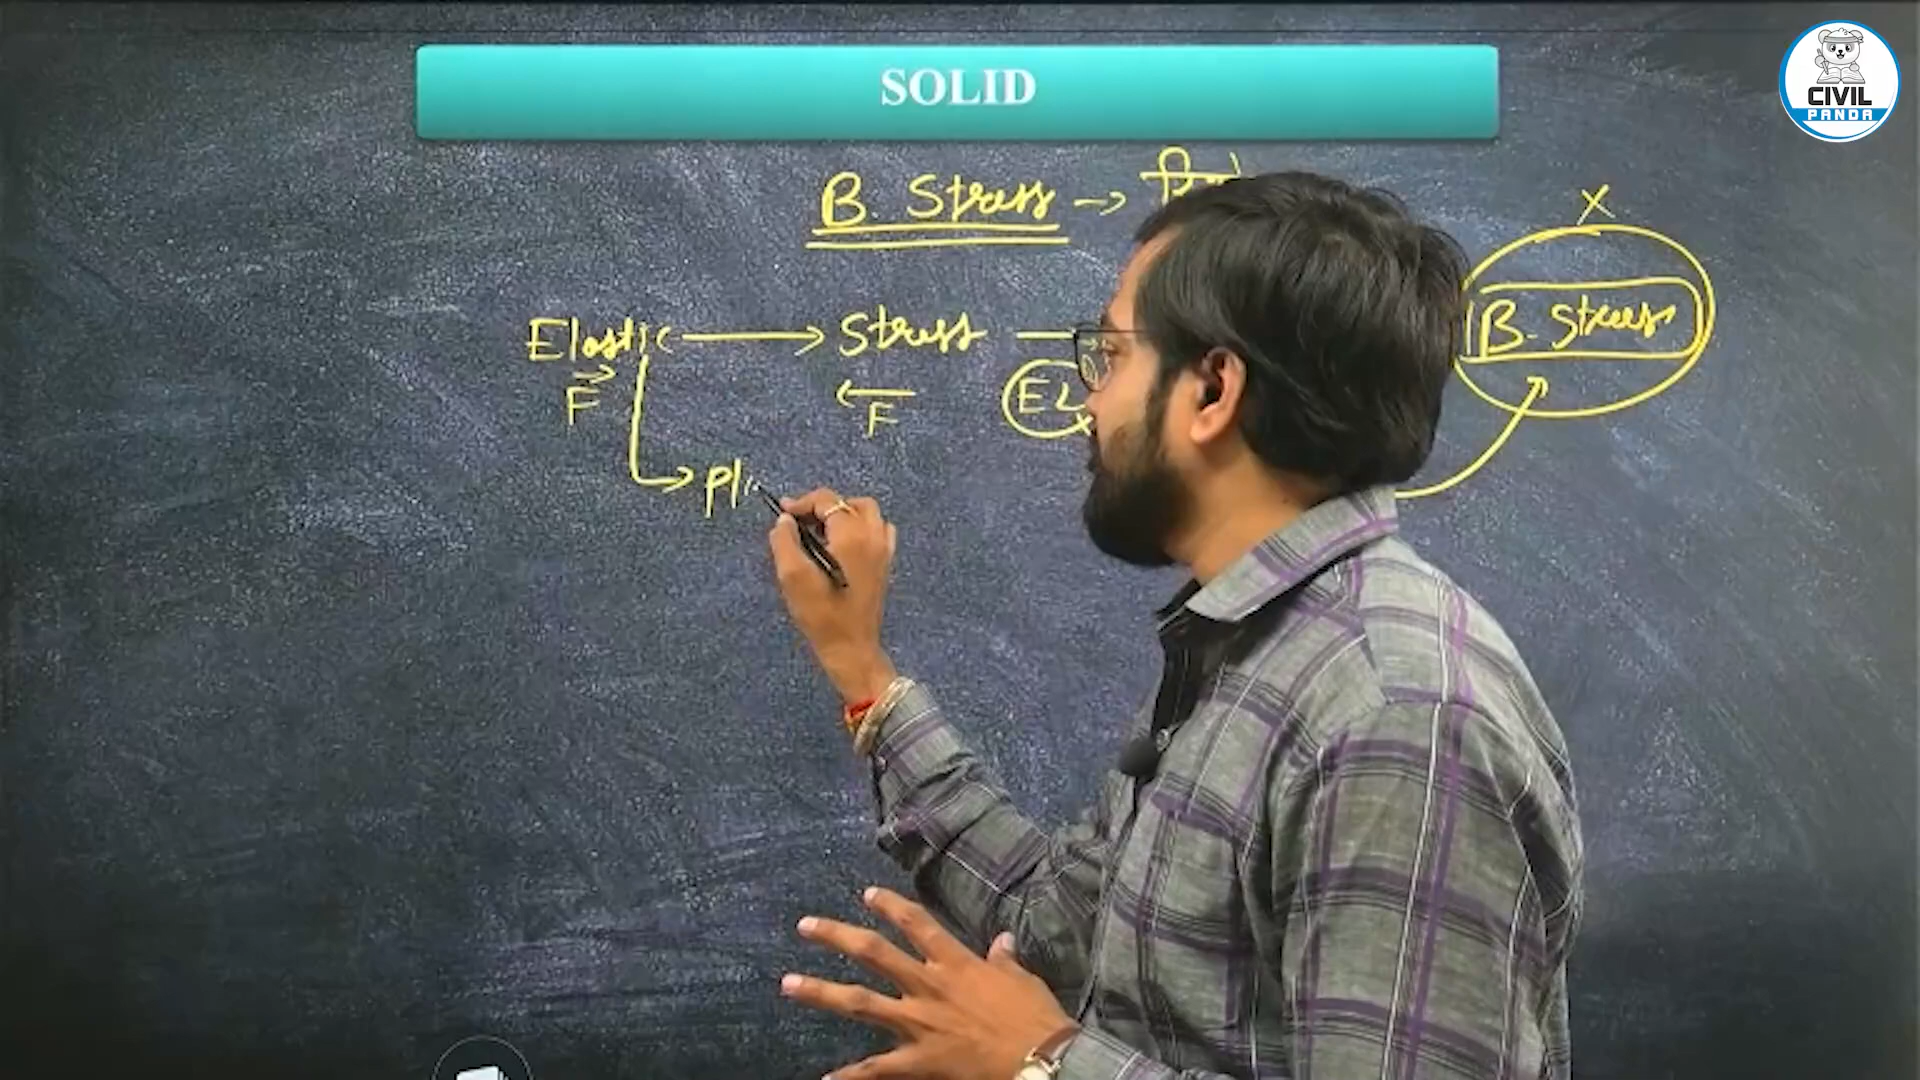 SOLID
CIVIL
PANDA
B. Stress →
x
Elastic → Stress
B. Stress
F
F
EL
x
Pl